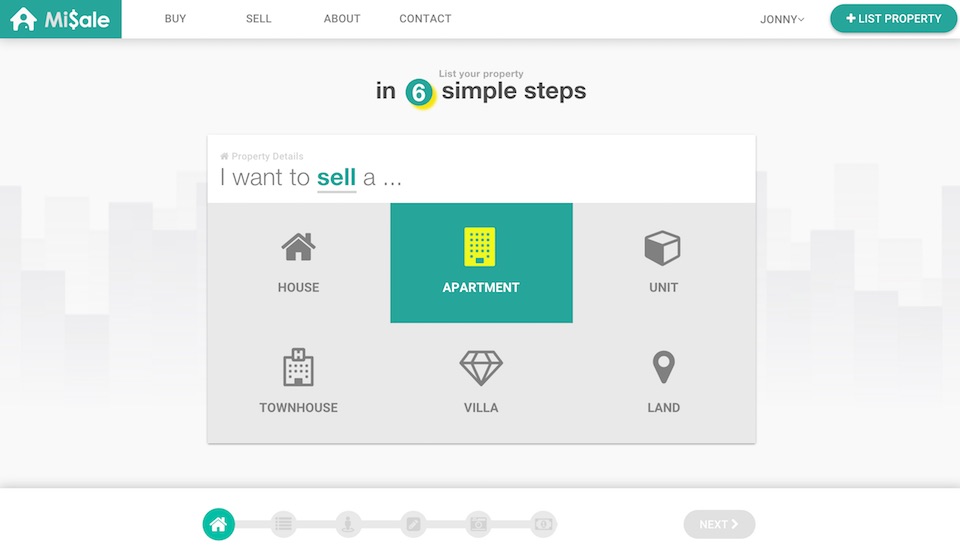 Mi$ale
BUY SELL ABOUT CONTACT JONNY LIST PROPERTY
List your property
in 6 simple steps
Property Details
I want to sell a ...
HOUSE APARTMENT UNIT
TOWNHOUSE VILLA LAND
NEXT